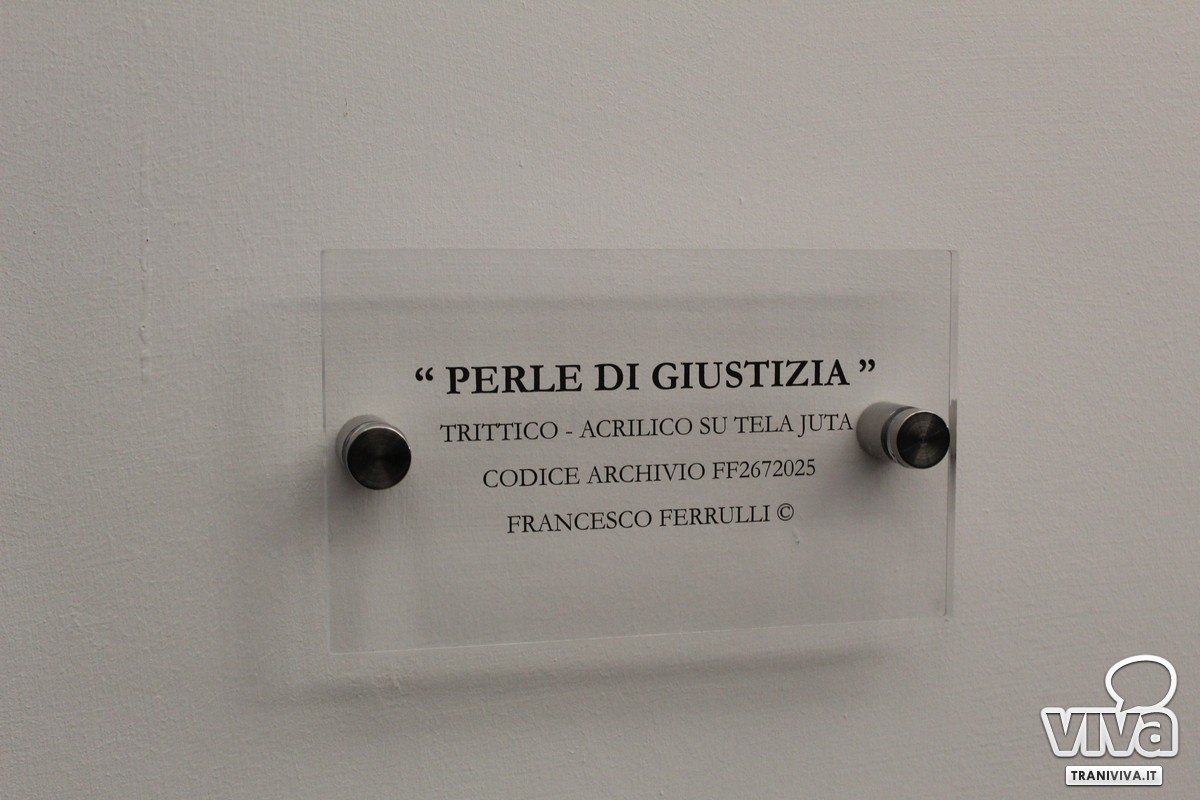 “ PERLE DI GIUSTIZIA ”
TRITTICO - ACRILICO SU TELA JUTA
CODICE ARCHIVIO FF2672025
FRANCESCO FERRULLI ©
viva
TRANIVIVA.IT